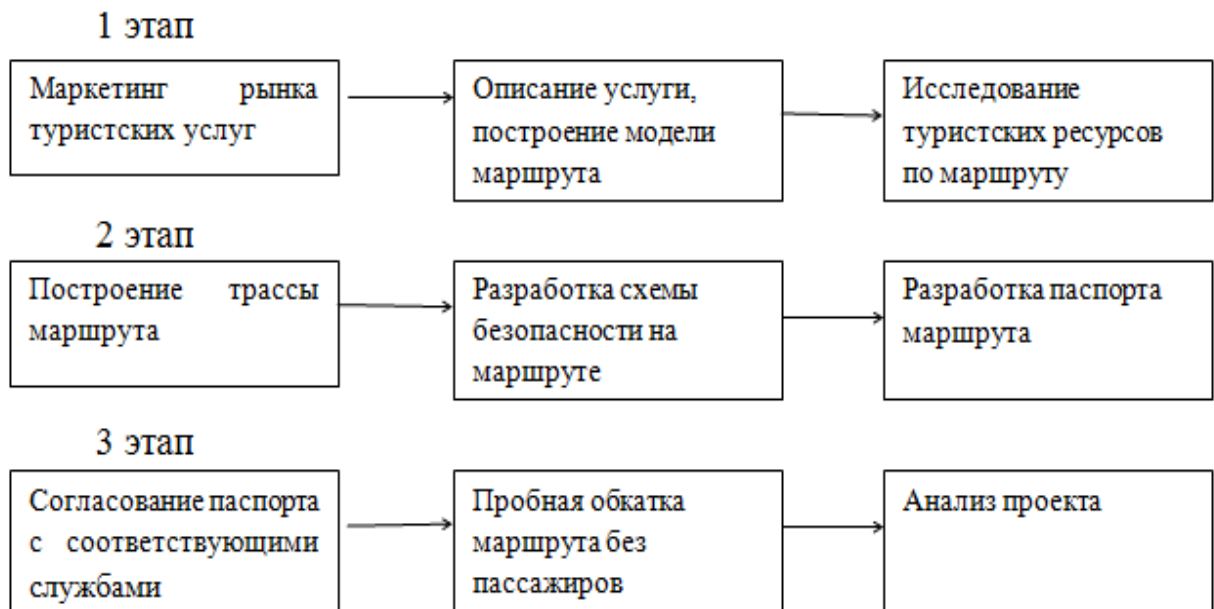 1 этап
Маркетинг рынка
туристских услуг
Описание услуги,
построение модели
маршрута
Исследование
туристских ресурсов
по маршруту
2 этап
Построение трассы
маршрута
Разработка схемы
безопасности на
маршруте
Разработка паспорта
маршрута
3 этап
Согласование паспорта
с соответствующими
службами
Пробная обкатка
маршрута без
пассажиров
Анализ проекта